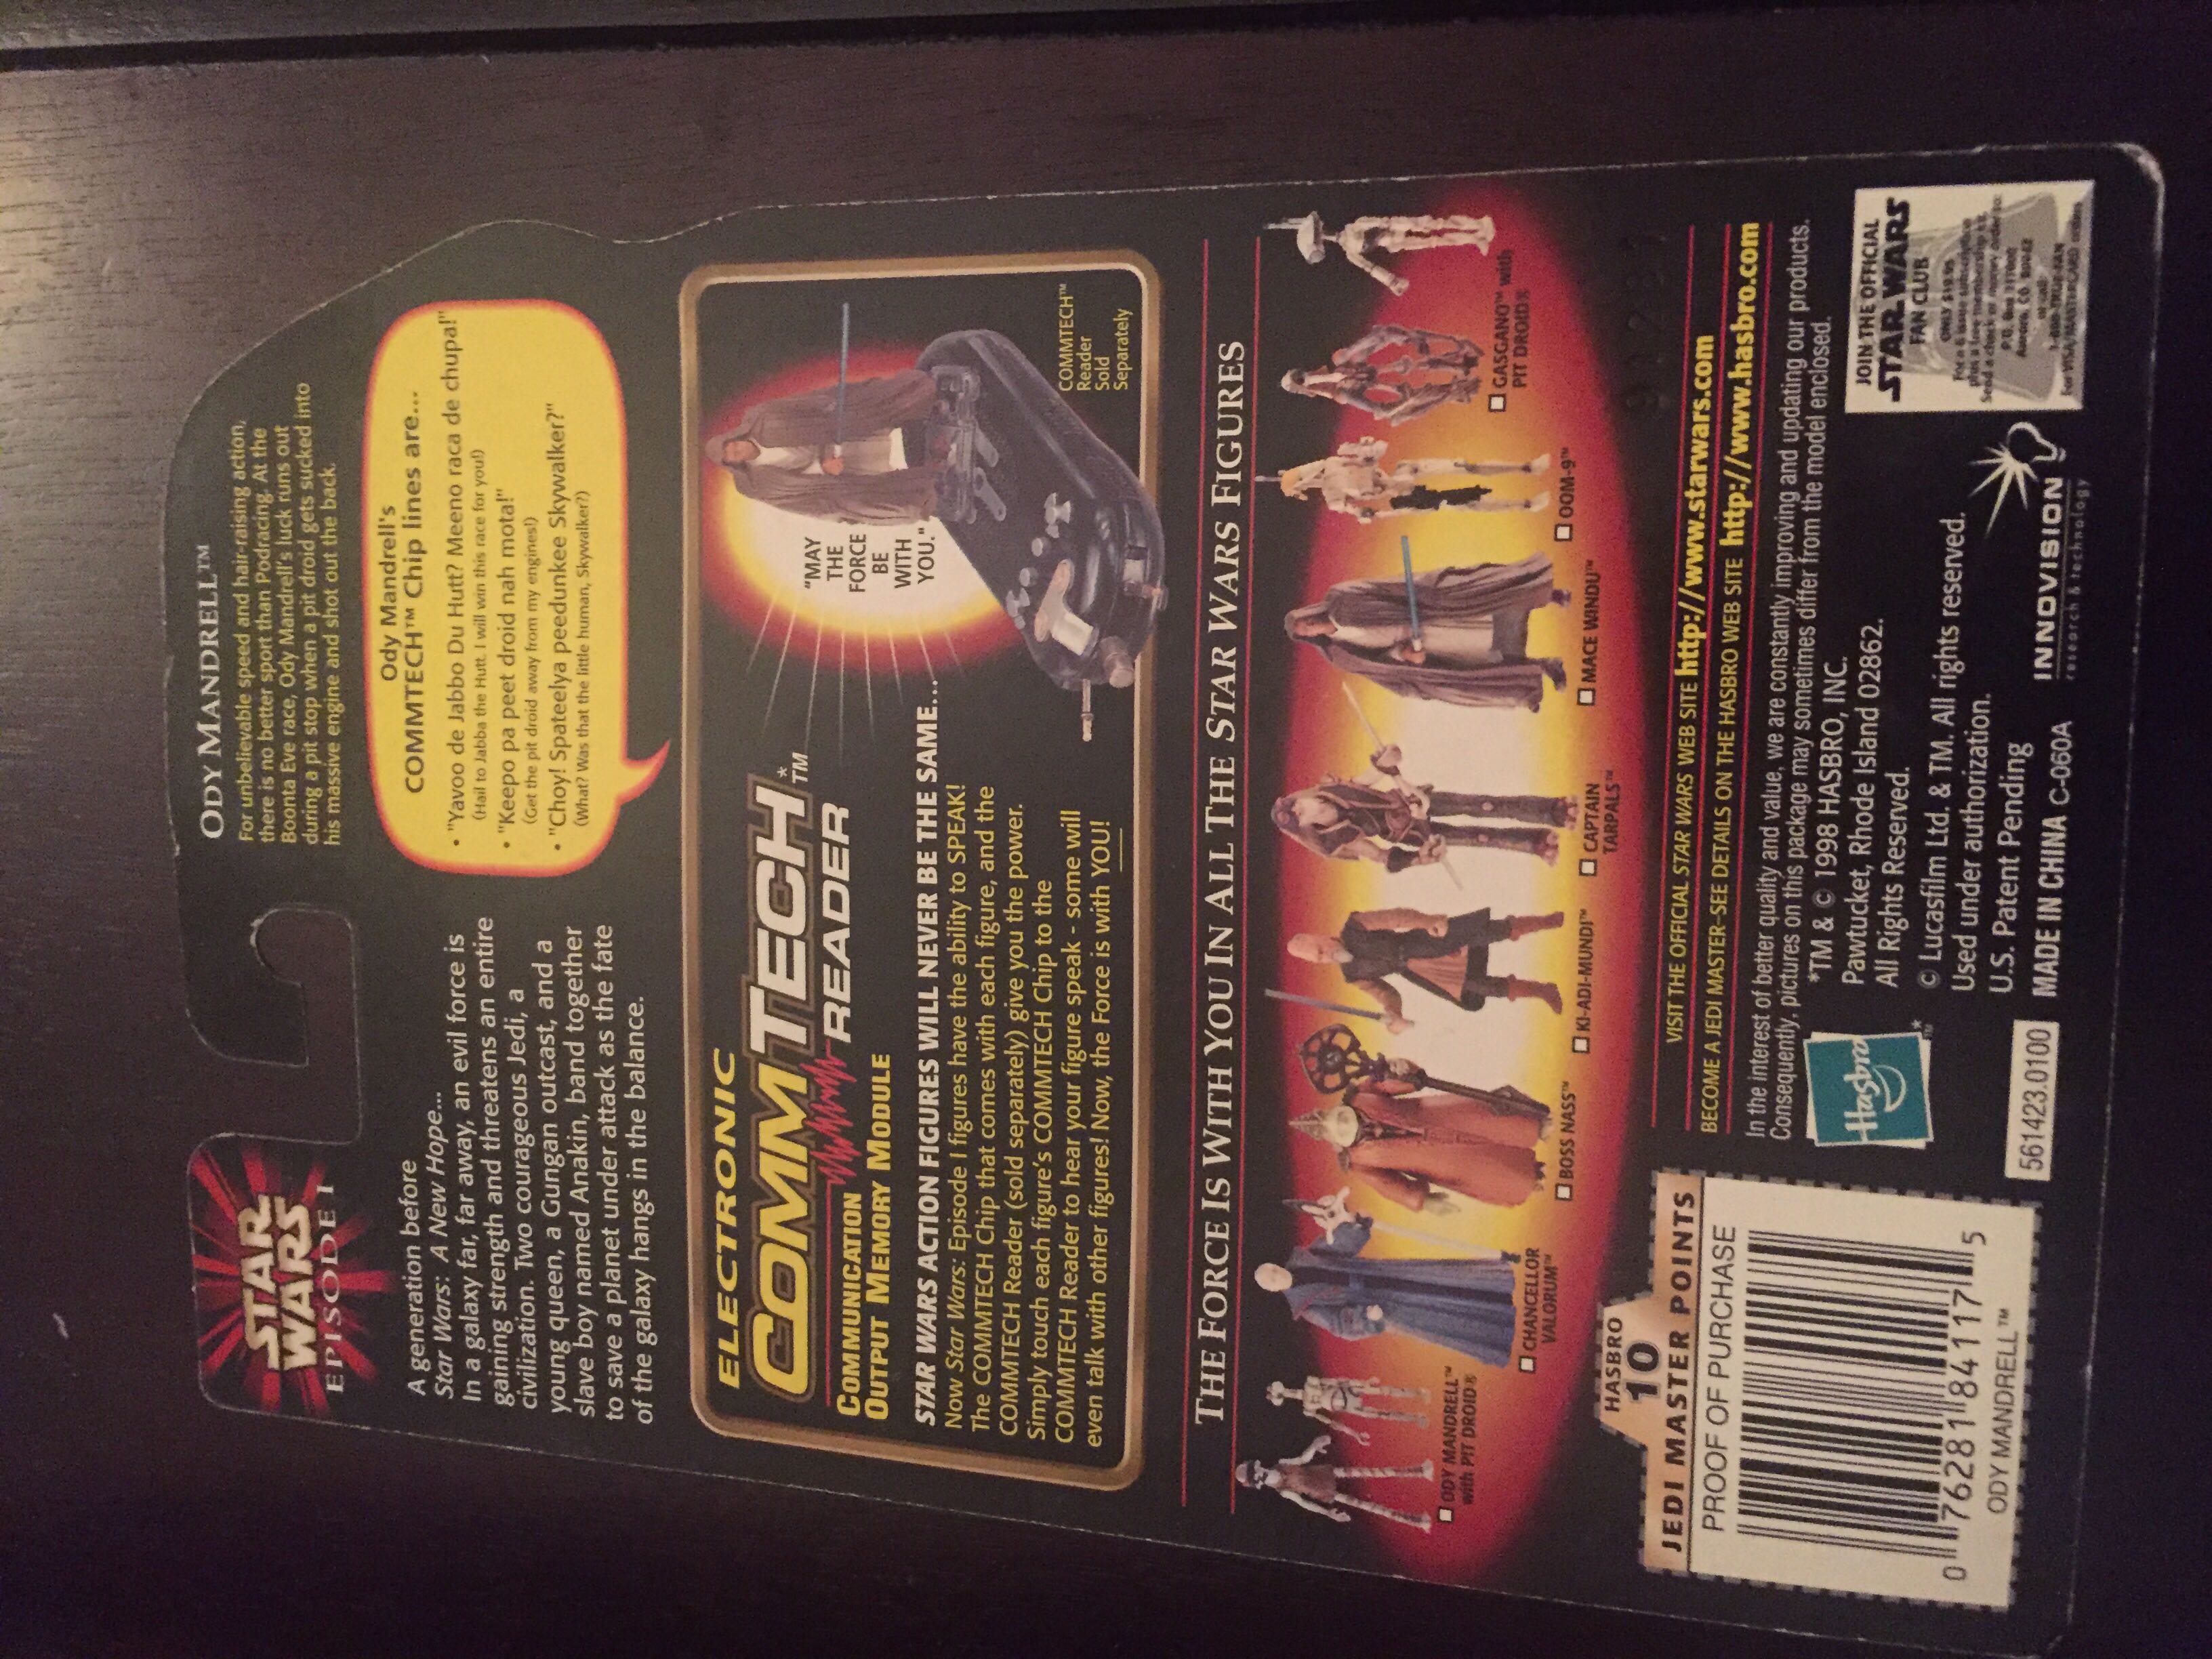 STAR
WARS
EPISODE I
A generation before
Star Wars: A New Hope...
In a galaxy far, far away, an evil force is
gaining strength and threatens an entire
civilization. Two courageous Jedi, a
young queen, a Gungan outcast, and a
slave boy named Anakin, band together
to save a planet under attack as the fate
of the galaxy hangs in the balance.
ODY MANDRELL™
For unbelievable speed and hair-raising action,
there is no better sport than Podracing. At the
Boonta Eve race, Ody Mandrell's luck runs out
during a pit stop when a pit droid gets sucked into
his massive engine and shot out the back.
Ody Mandrel's
COMMTECH™ Chip lines are...
• "Yavoo de Jabbo Du Hutt? Meeno raca de chupa!"
(Hail to Jabba the Hutt. I will win this race for you!)
• "Keepo pa peet droid nah mota!"
(Get the pit droid away from my engines!)
• "Choy! Spateelya peedunkee Skywalker?"
(What? Was that the little human, Skywalker?)
ELECTRONIC
COMMTECH*™
READER
COMMUNICATION
OUTPUT MEMORY MODULE
STAR WARS ACTION FIGURES WILL NEVER BE THE SAME...
Now Star Wars: Episode I figures have the ability to SPEAK!
The COMMTECH Chip that comes with each figure, and the
COMMTECH Reader (sold separately) give you the power.
Simply touch each figure's COMMTECH Chip to the
COMMTECH Reader to hear your figure speak - some will
even talk with other figures! Now, the Force is with YOU!
"MAY
THE
FORCE
BE
WITH
YOU."
COMMTECH™
Reader
Sold
Separately
THE FORCE IS WITH YOU IN ALL THE STAR WARS FIGURES
ODY MANDRELL™
with PIT DROID®
CHANCELLOR
VALORUM™
BOSS NASS™
KI-ADI-MUNDI™
CAPTAIN
TARPALS™
MACE WINDU™
OOM-9™
GASGANO™ with
PIT DROID®
HASBRO
10
JEDI MASTER POINTS
PROOF OF PURCHASE
0 76281 84117 5
ODY MANDRELL™
VISIT THE OFFICIAL STAR WARS WEB SITE http://www.starwars.com
BECOME A JEDI MASTER-SEE DETAILS ON THE HASBRO WEB SITE http://www.hasbro.com
In the interest of better quality and value, we are constantly improving and updating our products.
Consequently, pictures on this package may sometimes differ from the model enclosed.
Hasbro
™*
*TM & © 1998 HASBRO, INC.
Pawtucket, Rhode Island 02862.
All Rights Reserved.
© Lucasfilm Ltd. & TM. All rights reserved.
Used under authorization.
U.S. Patent Pending
561423.0100
MADE IN CHINA C-060A
INNOVISION
research & technology
JOIN THE OFFICIAL
STAR WARS
FAN CLUB
ONLY $19.95